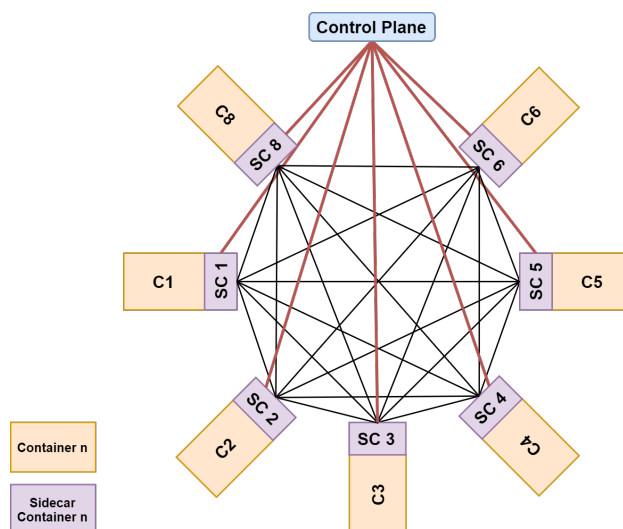 Control Plane
C8
SC 8
C6
SC 6
C1
SC 1
SC 5
C5
SC 2
C2
SC 3
C3
SC 4
C4
Container n
Sidecar
Container n